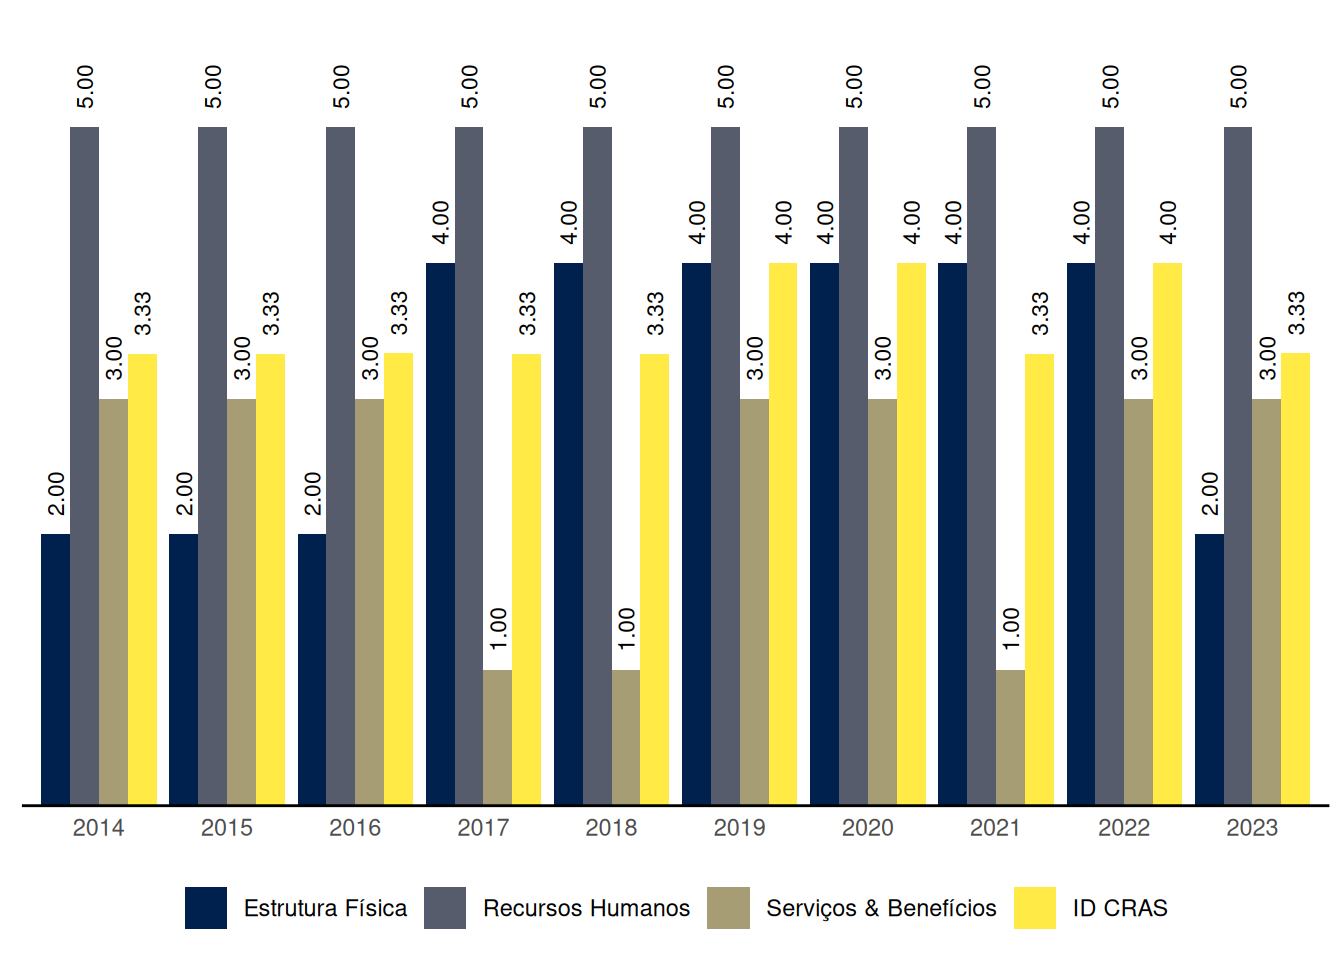 5.00 5.00 5.00 5.00 5.00 5.00 5.00 5.00 5.00 5.00
4.00 4.00 4.00 4.00 4.00 4.00 4.00 4.00 4.00
3.33 3.33 3.33 3.33 3.33 3.33 3.33
3.00 3.00 3.00 3.00 3.00 3.00 3.00
2.00 2.00 2.00 2.00
1.00 1.00 1.00
2014 2015 2016 2017 2018 2019 2020 2021 2022 2023
Estrutura Física Recursos Humanos Serviços & Benefícios ID CRAS